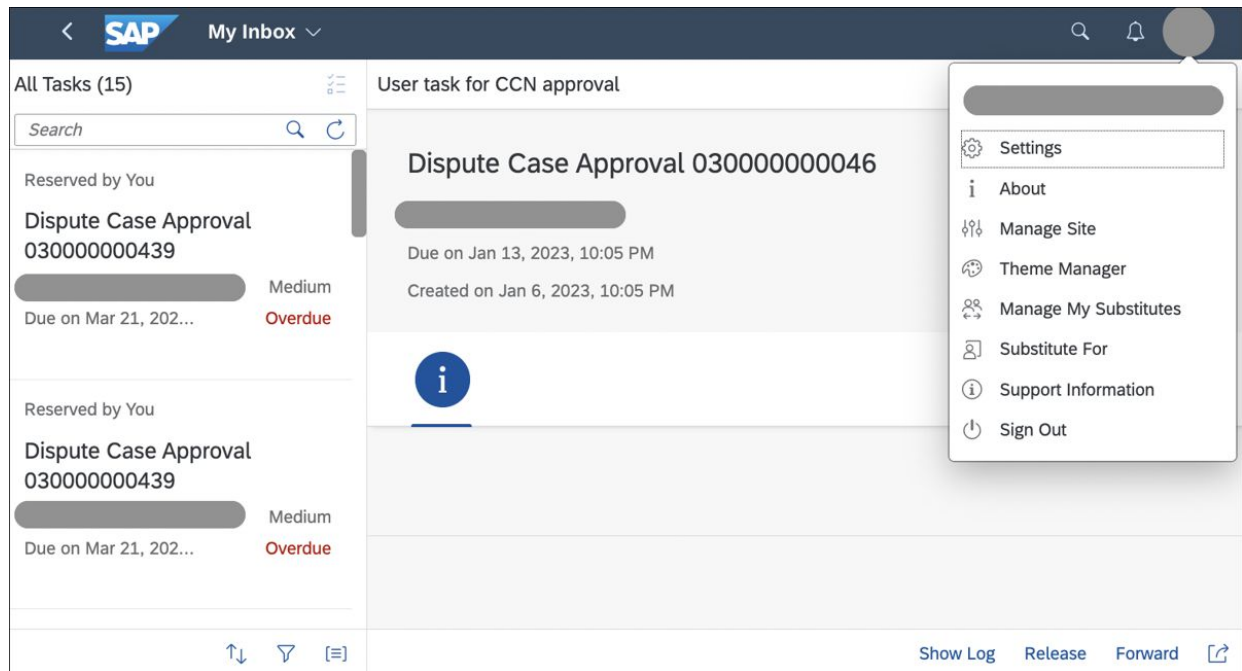 SAP
My Inbox
All Tasks (15)
Search
Reserved by You
Dispute Case Approval
030000000439
Medium
Due on Mar 21, 202...
Overdue
Reserved by You
Dispute Case Approval
030000000439
Medium
Due on Mar 21, 202...
Overdue
User task for CCN approval
Dispute Case Approval 030000000046
Due on Jan 13, 2023, 10:05 PM
Created on Jan 6, 2023, 10:05 PM
Settings
About
Manage Site
Theme Manager
Manage My Substitutes
Substitute For
Support Information
Sign Out
Show Log
Release
Forward